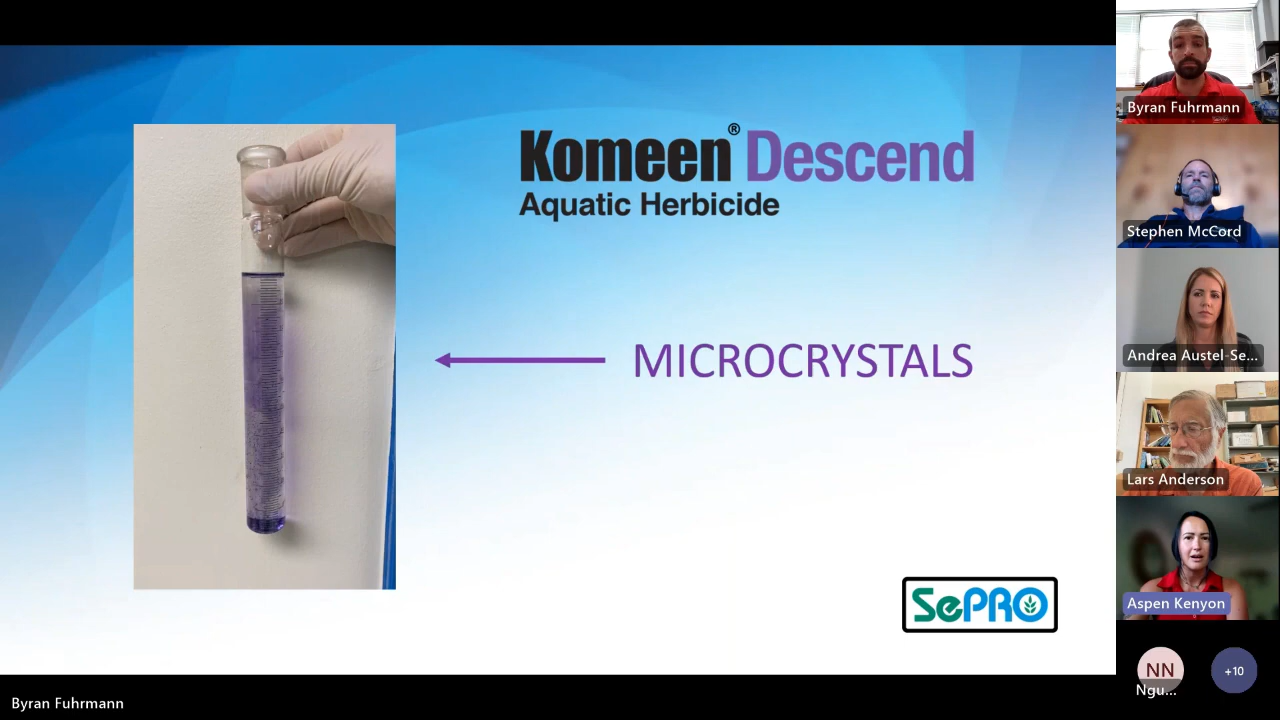 Komeen® Descend
Aquatic Herbicide
MICROCRYSTALS
SePRO
Byran Fuhrmann
Byran Fuhrmann
Stephen McCord
Andrea Austel-Se...
Lars Anderson
Aspen Kenyon
NN
Ngu...
+10